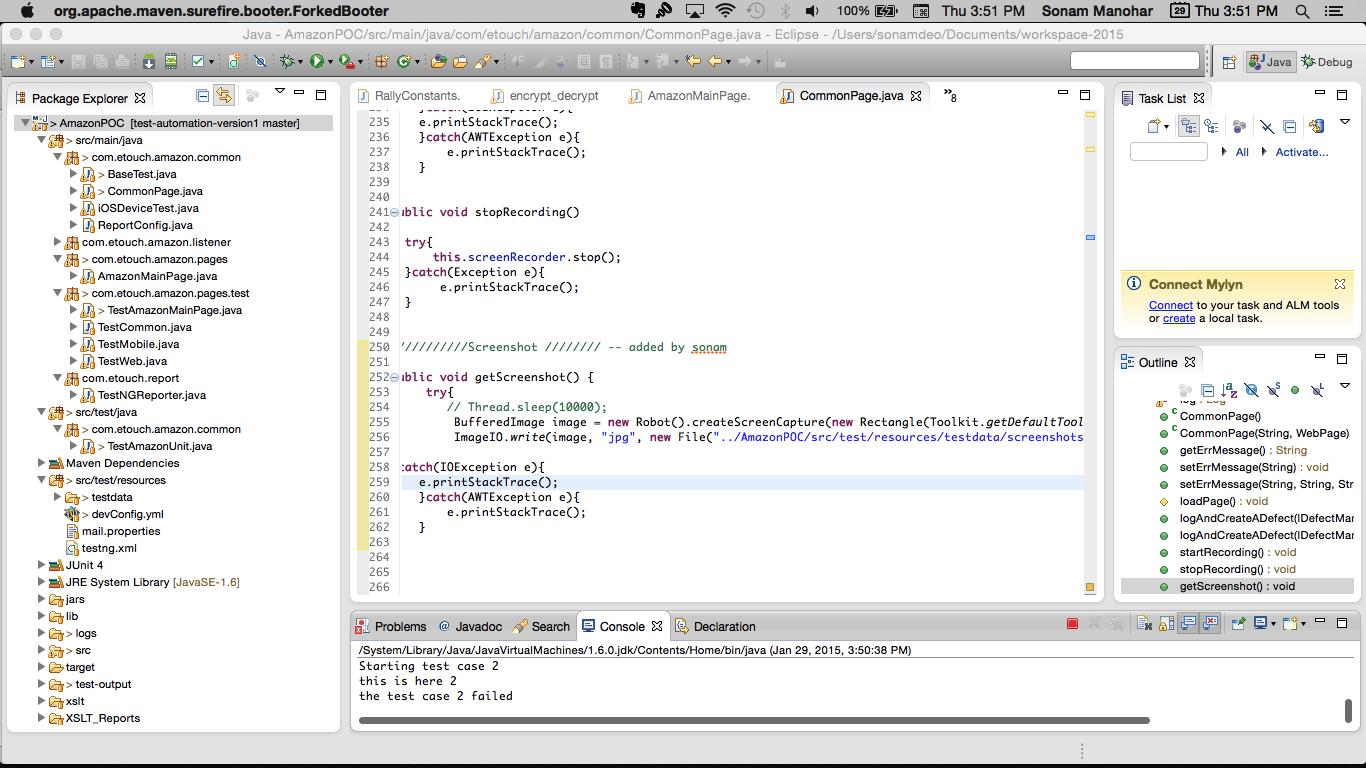 org.apache.maven.surefire.booter.ForkedBooter
100%
Thu 3:51 PM
Sonam Manohar
29
Thu 3:51 PM
Java - AmazonPOC/src/main/java/com/etouch/amazon/common/CommonPage.java - Eclipse - /Users/sonamdeo/Documents/workspace-2015
Java
Debug
Package Explorer
> AmazonPOC [test-automation-version1 master]
> src/main/java
> com.etouch.amazon.common
> BaseTest.java
> CommonPage.java
iOSDeviceTest.java
ReportConfig.java
com.etouch.amazon.listener
> com.etouch.amazon.pages
AmazonMainPage.java
> com.etouch.amazon.pages.test
> TestAmazonMainPage.java
TestCommon.java
TestMobile.java
TestWeb.java
com.etouch.report
TestNGReporter.java
> src/test/java
> com.etouch.amazon.common
> TestAmazonUnit.java
Maven Dependencies
> src/test/resources
> testdata
> devConfig.yml
mail.properties
testng.xml
JUnit 4
JRE System Library [JavaSE-1.6]
jars
lib
> logs
> src
target
> test-output
xslt
XSLT_Reports
RallyConstants.
encrypt_decrypt
AmazonMainPage.
CommonPage.java
»8
235 e.printStackTrace();
236 }catch(AWTException e){
237 e.printStackTrace();
238 }
239
240
241 ublic void stopRecording()
242
243 try{
244 this.screenRecorder.stop();
245 }catch(Exception e){
246 e.printStackTrace();
247 }
248
249
250 //////////Screenshot //////// -- added by sonam
251
252 ublic void getScreenshot() {
253 try{
254 // Thread.sleep(10000);
255 BufferedImage image = new Robot().createScreenCapture(new Rectangle(Toolkit.getDefaultTool
256 ImageIO.write(image, "jpg", new File("../AmazonPOC/src/test/resources/testdata/screenshots
257
258 catch(IOException e){
259 e.printStackTrace();
260 }catch(AWTException e){
261 e.printStackTrace();
262 }
263
264
265
266
Task List
All
Activate...
Connect Mylyn
Connect to your task and ALM tools
or create a local task.
Outline
CommonPage()
CommonPage(String, WebPage)
getErrMessage() : String
setErrMessage(String) : void
setErrMessage(String, String, Str
loadPage() : void
logAndCreateADefect(IDefectMar
logAndCreateADefect(IDefectMar
startRecording() : void
stopRecording() : void
getScreenshot() : void
Problems
@ Javadoc
Search
Console
Declaration
/System/Library/Java/JavaVirtualMachines/1.6.0.jdk/Contents/Home/bin/java (Jan 29, 2015, 3:50:38 PM)
Starting test case 2
this is here 2
the test case 2 failed